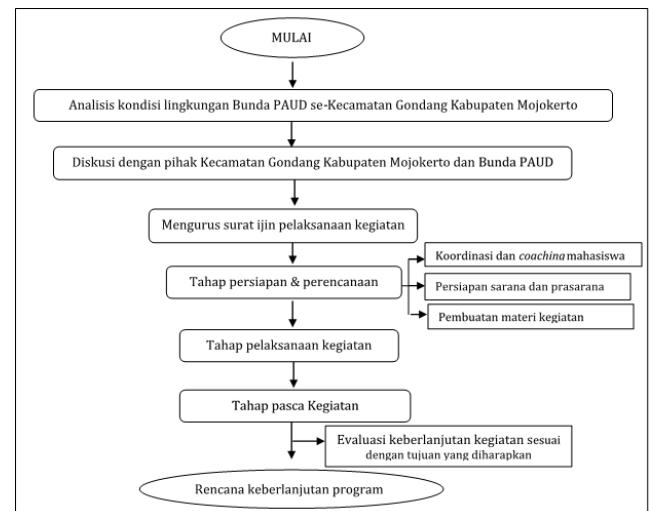 MULAI
Analisis kondisi lingkungan Bunda PAUD se-Kecamatan Gondang Kabupaten Mojokerto
Diskusi dengan pihak Kecamatan Gondang Kabupaten Mojokerto dan Bunda PAUD
Mengurus surat ijin pelaksanaan kegiatan
Tahap persiapan & perencanaan
Koordinasi dan coaching mahasiswa
Persiapan sarana dan prasarana
Pembuatan materi kegiatan
Tahap pelaksanaan kegiatan
Tahap pasca Kegiatan
Evaluasi keberlanjutan kegiatan sesuai
dengan tujuan yang diharapkan
Rencana keberlanjutan program